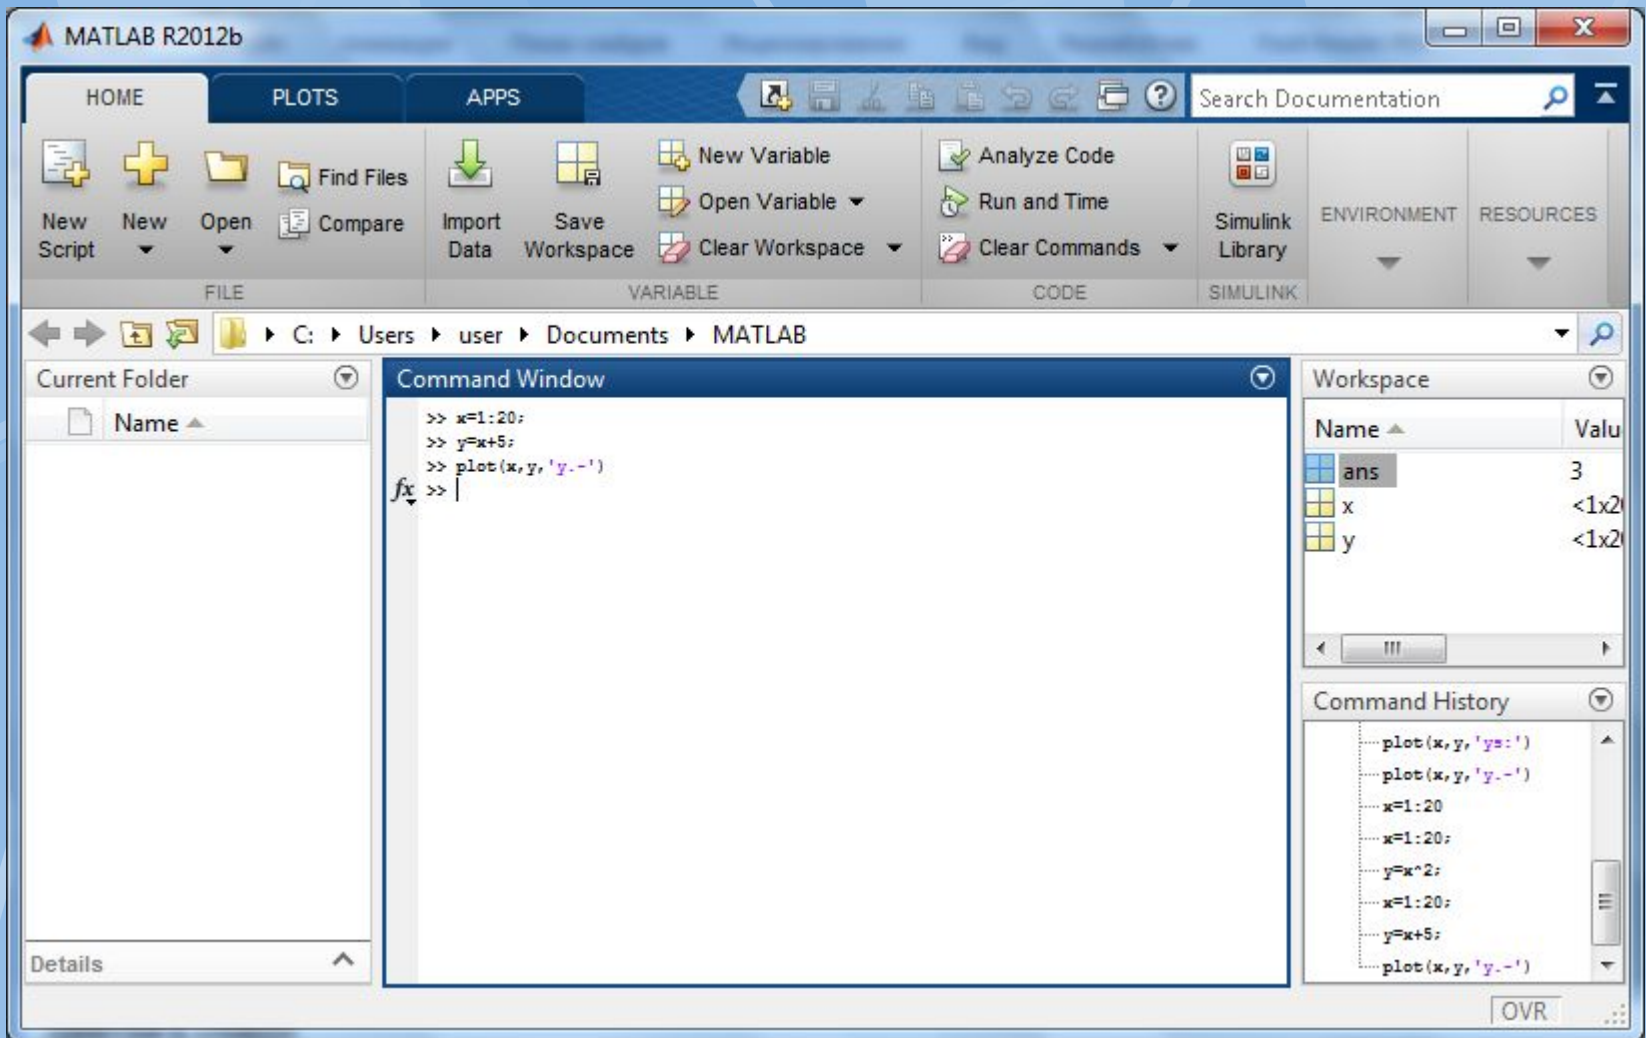 MATLAB R2012b
HOME PLOTS APPS Search Documentation
New Script
New
Open
Find Files
Compare
Import Data
Save Workspace
New Variable
Open Variable
Clear Workspace
Analyze Code
Run and Time
Clear Commands
Simulink Library
ENVIRONMENT
RESOURCES
FILE VARIABLE CODE SIMULINK
C: Users user Documents MATLAB
Current Folder
Name
Details
Command Window
>> x=1:20;
>> y=x+5;
>> plot(x,y,'y.-')
fx >>
Workspace
Name Valu
ans 3
x <1x20
y <1x20
Command History
plot(x,y,'ys:')
plot(x,y,'y.-')
x=1:20
x=1:20;
y=x^2;
x=1:20;
y=x+5;
plot(x,y,'y.-')
OVR